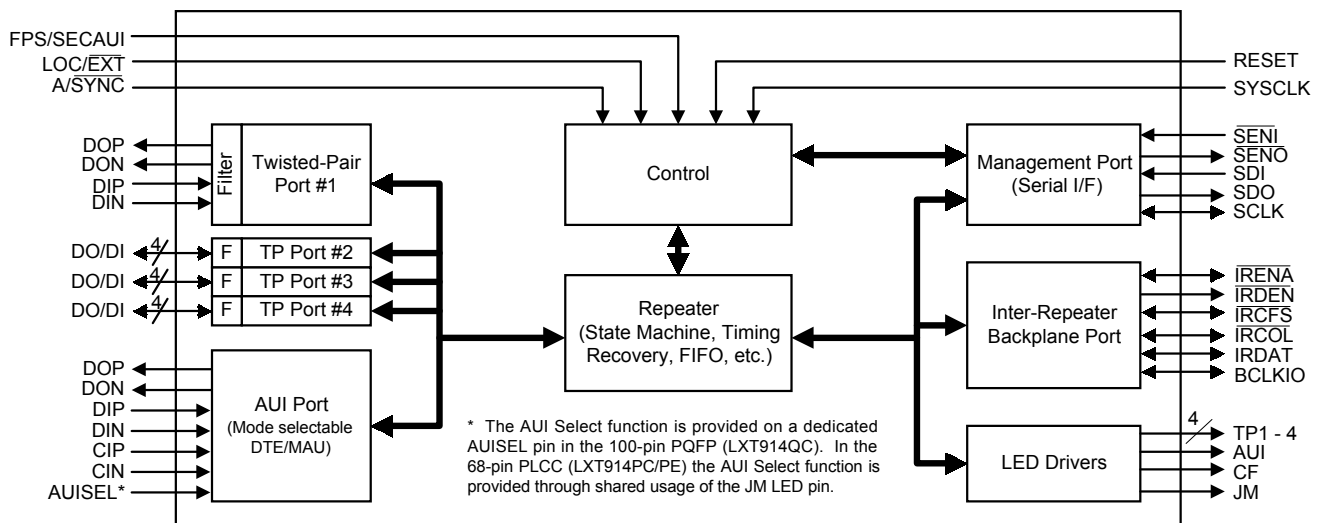 FPS/SECAUI
LOC/EXT
A/SYNC
RESET
SYSCLK
DOP
DON
DIP
DIN
Filter
Twisted-Pair
Port #1
Control
Management Port
(Serial I/F)
SENI
SENO
SDI
SDO
SCLK
DO/DI
4
F
TP Port #2
DO/DI
4
F
TP Port #3
DO/DI
4
F
TP Port #4
Repeater
(State Machine, Timing
Recovery, FIFO, etc.)
Inter-Repeater
Backplane Port
IRENA
IRDEN
IRCFS
IRCOL
IRDAT
BCLKIO
DOP
DON
DIP
DIN
CIP
CIN
AUISEL*
AUI Port
(Mode selectable
DTE/MAU)
* The AUI Select function is provided on a dedicated
AUISEL pin in the 100-pin PQFP (LXT914QC). In the
68-pin PLCC (LXT914PC/PE) the AUI Select function is
provided through shared usage of the JM LED pin.
LED Drivers
4
TP1 - 4
AUI
CF
JM